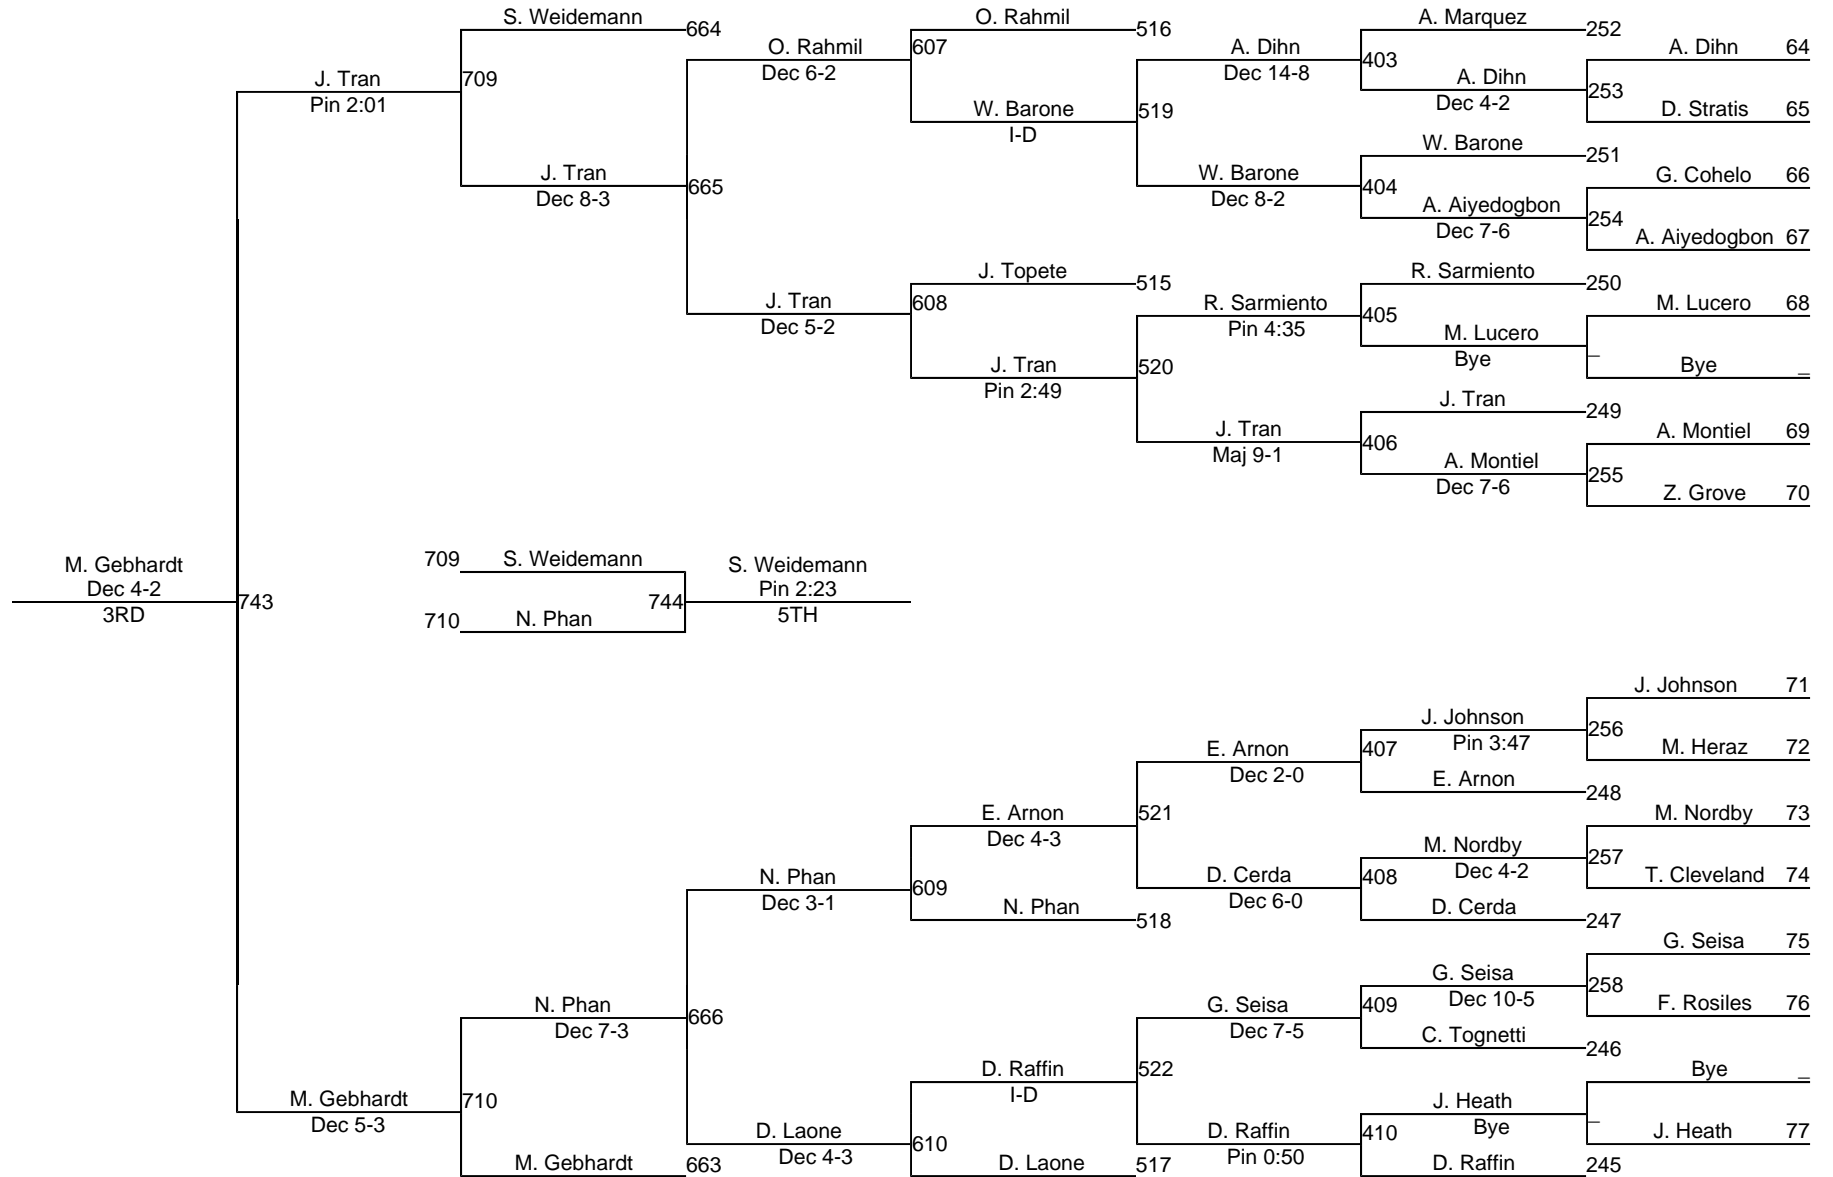 S. Weidemann
664
O. Rahmil
516
A. Marquez
252
J. Tran
Pin 2:01
709
O. Rahmil
Dec 6-2
607
A. Dihn
Dec 14-8
403
A. Dihn
Dec 4-2
253
A. Dihn 64
D. Stratis 65
W. Barone
I-D
519
W. Barone
251
J. Tran
Dec 8-3
665
W. Barone
Dec 8-2
404
A. Aiyedogbon
Dec 7-6
254
G. Cohelo 66
A. Aiyedogbon 67
J. Topete
515
R. Sarmiento
250
J. Tran
Dec 5-2
608
R. Sarmiento
Pin 4:35
405
M. Lucero
Bye
_
M. Lucero 68
Bye _
J. Tran
Pin 2:49
520
J. Tran
249
J. Tran
Maj 9-1
406
A. Montiel
Dec 7-6
255
A. Montiel 69
Z. Grove 70
M. Gebhardt
Dec 4-2
3RD
743
709 S. Weidemann
710 N. Phan
744
S. Weidemann
Pin 2:23
5TH
J. Johnson 71
J. Johnson
Pin 3:47
256
M. Heraz 72
E. Arnon
Dec 2-0
407
E. Arnon
248
E. Arnon
Dec 4-3
521
M. Nordby 73
M. Nordby
Dec 4-2
257
T. Cleveland 74
N. Phan
Dec 3-1
609
D. Cerda
Dec 6-0
408
D. Cerda
247
N. Phan
518
G. Seisa 75
G. Seisa
Dec 10-5
258
F. Rosiles 76
N. Phan
Dec 7-3
666
G. Seisa
Dec 7-5
409
C. Tognetti
246
D. Raffin
I-D
522
Bye _
J. Heath
Bye
_
J. Heath 77
M. Gebhardt
Dec 5-3
710
D. Laone
Dec 4-3
610
D. Raffin
Pin 0:50
410
M. Gebhardt
663
D. Laone
517
D. Raffin
245